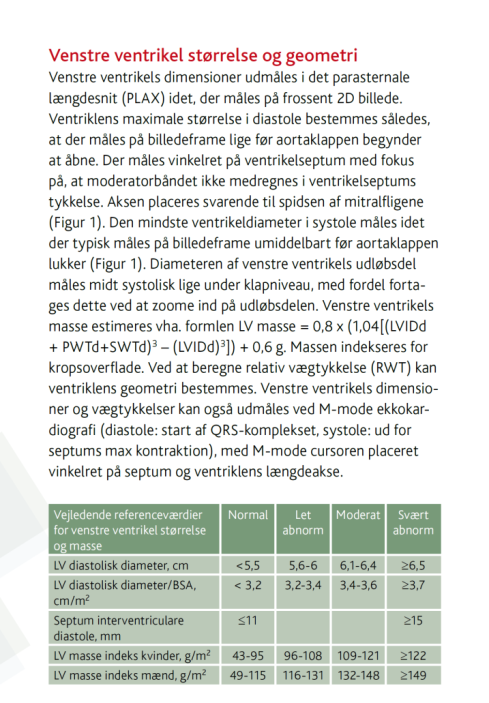 Venstre ventrikel størrelse og geometri
Venstre ventrikels dimensioner udmåles i det parasternale
længdesnit (PLAX) idet, der måles på frossent 2D billede.
Ventriklens maximale størrelse i diastole bestemmes således,
at der måles på billedeframe lige før aortaklappen begynder
at åbne. Der måles vinkelret på ventrikelseptum med fokus
på, at moderatorbåndet ikke medregnes i ventrikelseptums
tykkelse. Aksen placeres svarende til spidsen af mitralfligene
(Figur 1). Den mindste ventrikeldiameter i systole måles idet
der typisk måles på billedeframe umiddelbart før aortaklappen
lukker (Figur 1). Diameteren af venstre ventrikels udløbsdel
måles midt systolisk lige under klapniveau, med fordel forta-
ges dette ved at zoome ind på udløbsdelen. Venstre ventrikels
masse estimeres vha. formlen LV masse = 0,8 x (1,04[(LVIDd
+ PWTd+SWTd)³ – (LVIDd)³]) + 0,6 g. Massen indekseres for
kropsoverflade. Ved at beregne relativ vægtykkelse (RWT) kan
ventriklens geometri bestemmes. Venstre ventrikels dimensio-
ner og vægtykkelser kan også udmåles ved M-mode ekkokar-
diografi (diastole: start af QRS-komplekset, systole: ud for
septums max kontraktion), med M-mode cursoren placeret
vinkelret på septum og ventriklens længdeakse.
Vejledende referenceværdier Normal Let Moderat Svært
for venstre ventrikel størrelse abnorm abnorm
og masse
LV diastolisk diameter, cm <5,5 5,6-6 6,1-6,4 ≥6,5
LV diastolisk diameter/BSA, < 3,2 3,2-3,4 3,4-3,6 ≥3,7
cm/m²
Septum interventriculare ≤11 ≥15
diastole, mm
LV masse indeks kvinder, g/m² 43-95 96-108 109-121 ≥122
LV masse indeks mænd, g/m² 49-115 116-131 132-148 ≥149